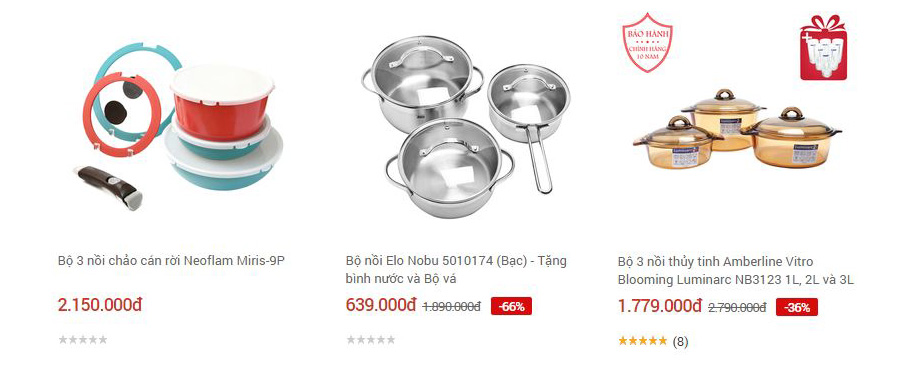 BẢO HÀNH
CHÍNH HÃNG
10 NĂM
Bộ 3 nồi chảo cán rời Neoflam Miris-9P
2.150.000đ
Bộ nồi Elo Nobu 5010174 (Bạc) - Tặng
bình nước và Bộ vá
639.000đ 1.890.000đ -66%
Bộ 3 nồi thủy tinh Amberline Vitro
Blooming Luminarc NB3123 1L, 2L và 3L
1.779.000đ 2.790.000đ -36%
(8)